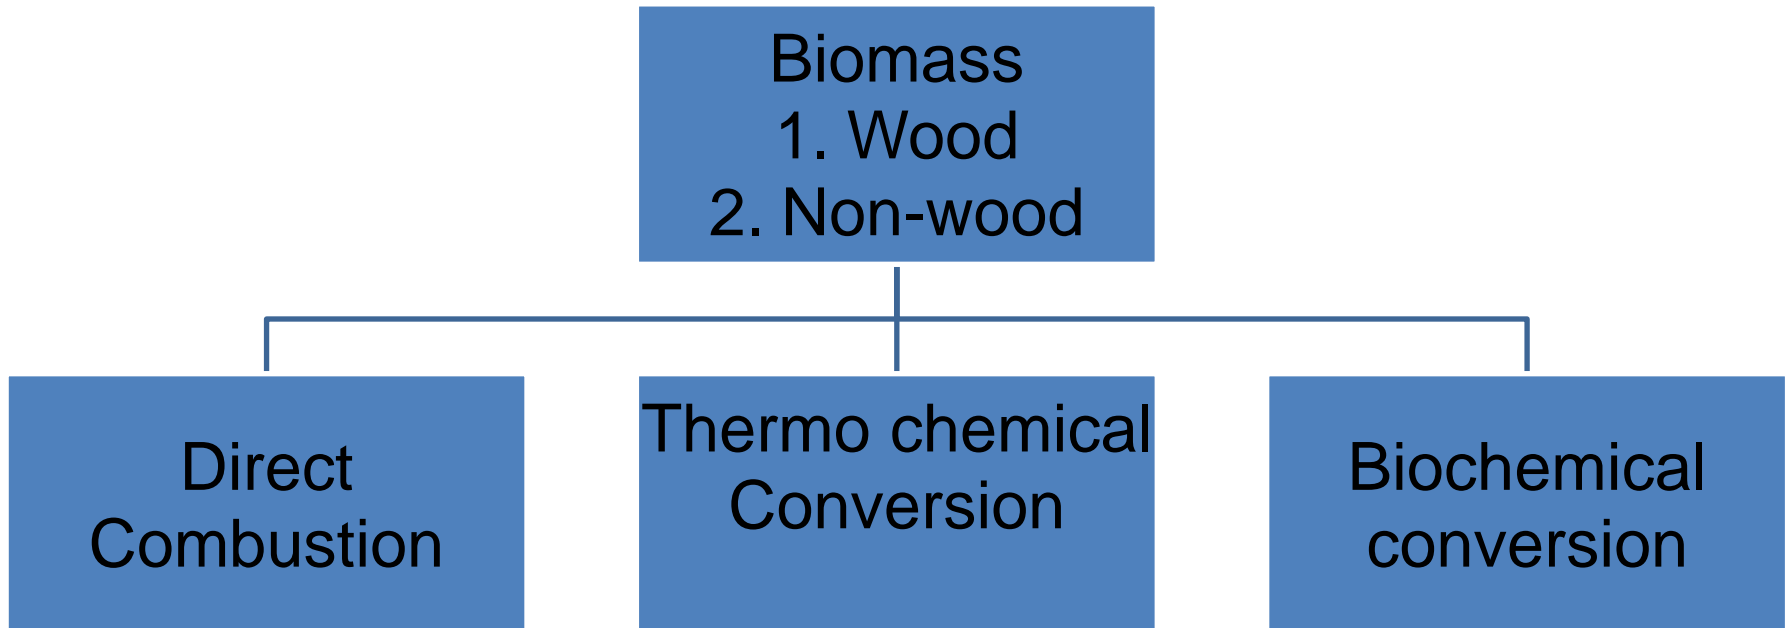 Biomass
1. Wood
2. Non-wood
Direct
Combustion
Thermo chemical
Conversion
Biochemical
conversion